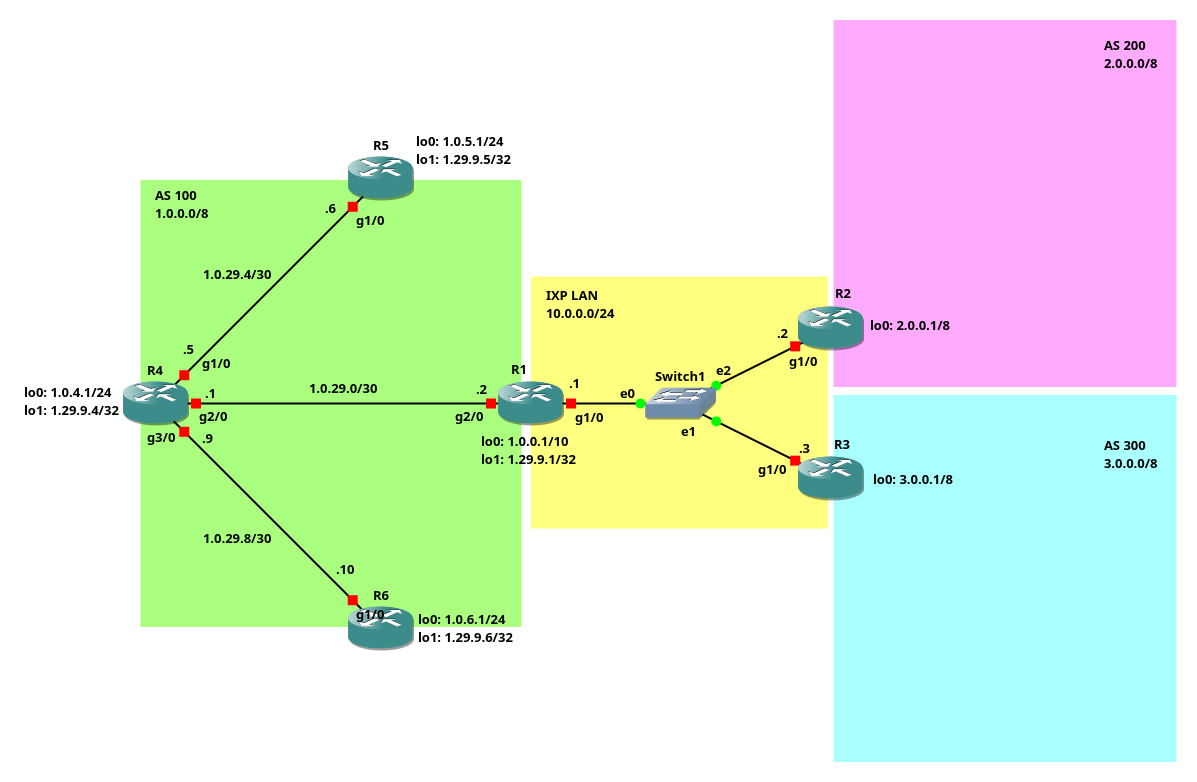 AS 200
2.0.0.0/8
R5
lo0: 1.0.5.1/24
lo1: 1.29.9.5/32
AS 100
1.0.0.0/8
.6
g1/0
1.0.29.4/30
IXP LAN
10.0.0.0/24
R2
lo0: 2.0.0.1/8
.2
g1/0
.5
g1/0
R4
lo0: 1.0.4.1/24
lo1: 1.29.9.4/32
.1
g2/0
1.0.29.0/30
.2
g2/0
R1
.1
g1/0
e0
Switch1
e2
e1
g3/0
.9
lo0: 1.0.0.1/10
lo1: 1.29.9.1/32
.3
g1/0
R3
lo0: 3.0.0.1/8
AS 300
3.0.0.0/8
1.0.29.8/30
.10
R6
g1/0
lo0: 1.0.6.1/24
lo1: 1.29.9.6/32